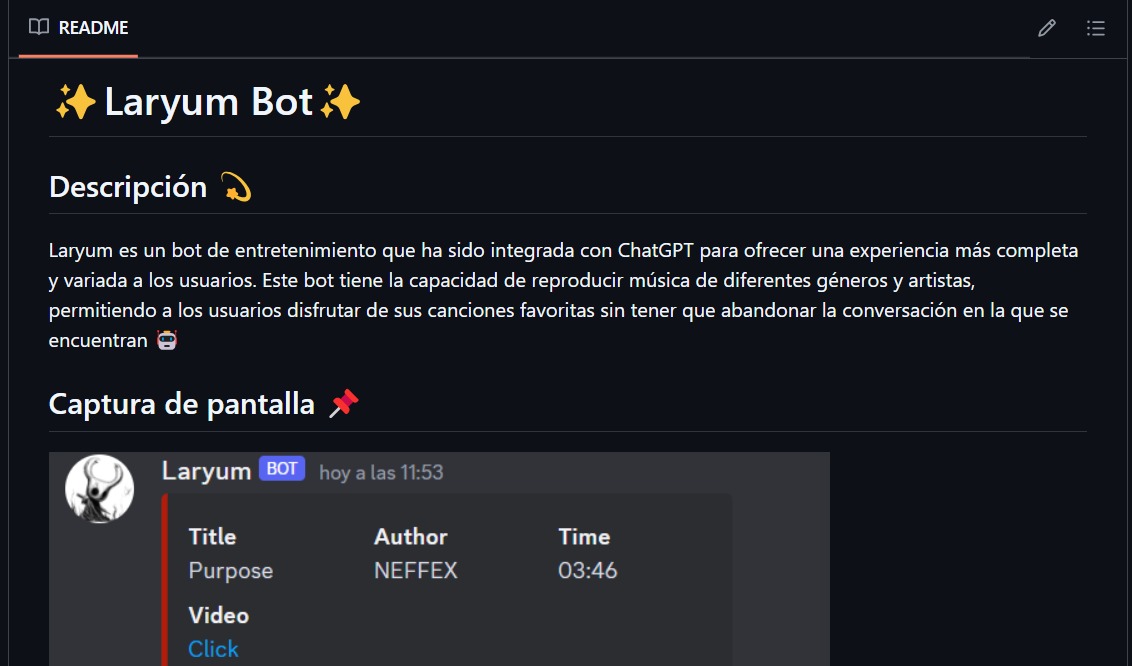 README
✨Laryum Bot✨
Descripción 💫
Laryum es un bot de entretenimiento que ha sido integrada con ChatGPT para ofrecer una experiencia más completa
y variada a los usuarios. Este bot tiene la capacidad de reproducir música de diferentes géneros y artistas,
permitiendo a los usuarios disfrutar de sus canciones favoritas sin tener que abandonar la conversación en la que se
encuentran 🤖
Captura de pantalla 📌
Laryum BOT hoy a las 11:53
Title Author Time
Purpose NEFFEX 03:46
Video
Click